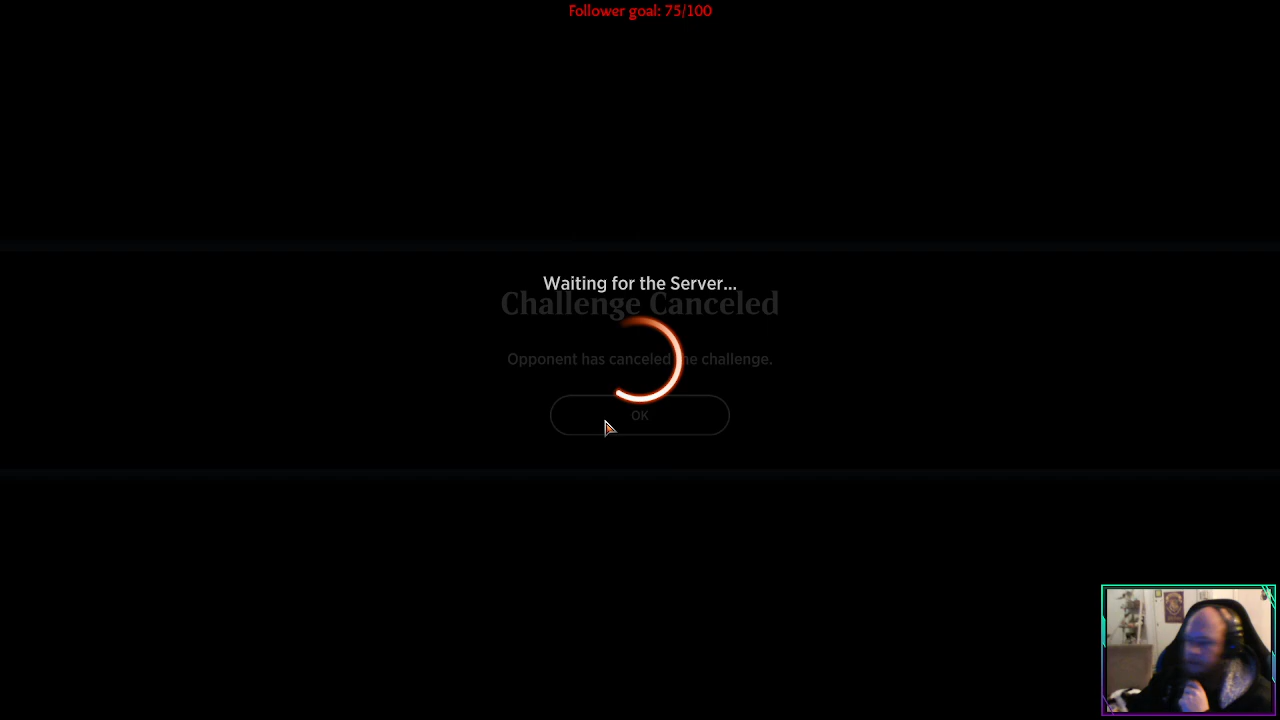 Follower goal: 75/100
Waiting for the Server...
Challenge Canceled
Opponent has canceled the challenge.
OK